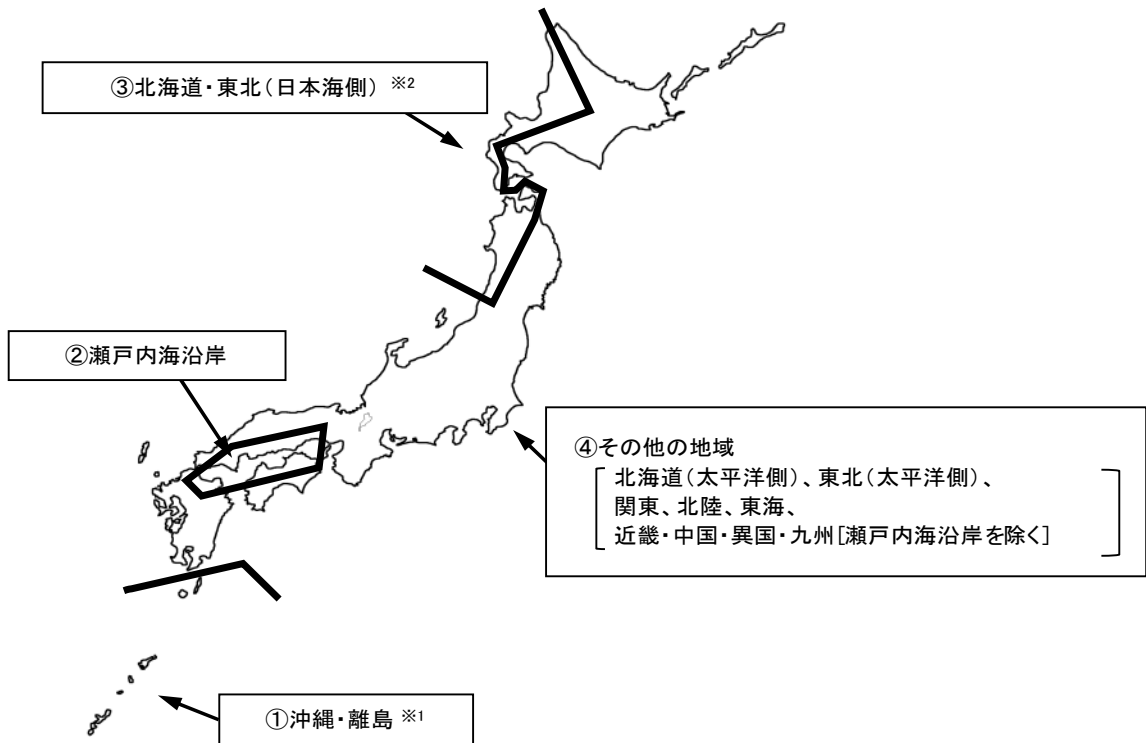 ③北海道・東北(日本海側) ※2
②瀬戸内海沿岸
④その他の地域
北海道(太平洋側)、東北(太平洋側)、
関東、北陸、東海、
近畿・中国・異国・九州[瀬戸内海沿岸を除く]
①沖縄・離島 ※1